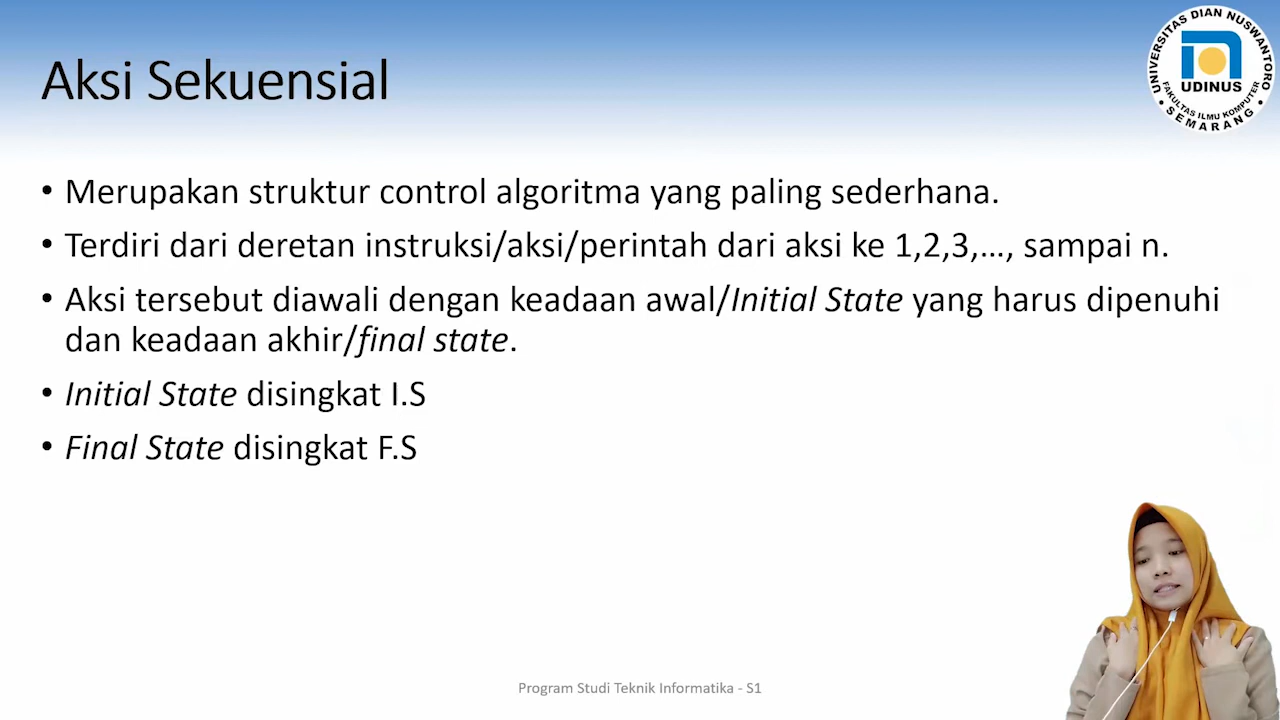 Aksi Sekuensial
UNIVERSITAS DIAN NUSWANTORO
UDINUS
FAKULTAS ILMU KOMPUTER
• SEMARANG •
• Merupakan struktur control algoritma yang paling sederhana.
• Terdiri dari deretan instruksi/aksi/perintah dari aksi ke 1,2,3,…, sampai n.
• Aksi tersebut diawali dengan keadaan awal/Initial State yang harus dipenuhi
dan keadaan akhir/final state.
• Initial State disingkat I.S
• Final State disingkat F.S
Program Studi Teknik Informatika - S1